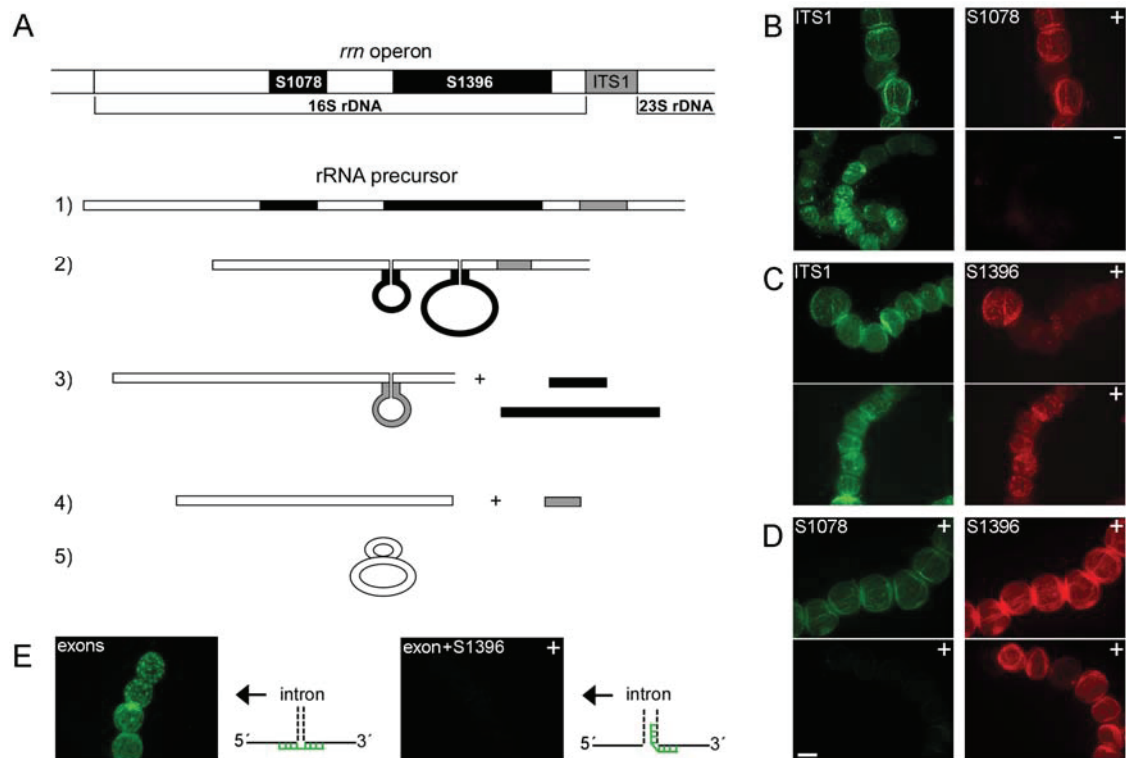 A
rrn operon
S1078
S1396
ITS1
16S rDNA
23S rDNA
rRNA precursor
1)
2)
3)
+
4)
+
5)
B
ITS1
S1078 +
-
C
ITS1
S1396 +
+
D
S1078 +
S1396 +
+
+
E
exons
intron
5´ 3´
exon+S1396 +
intron
5´ 3´